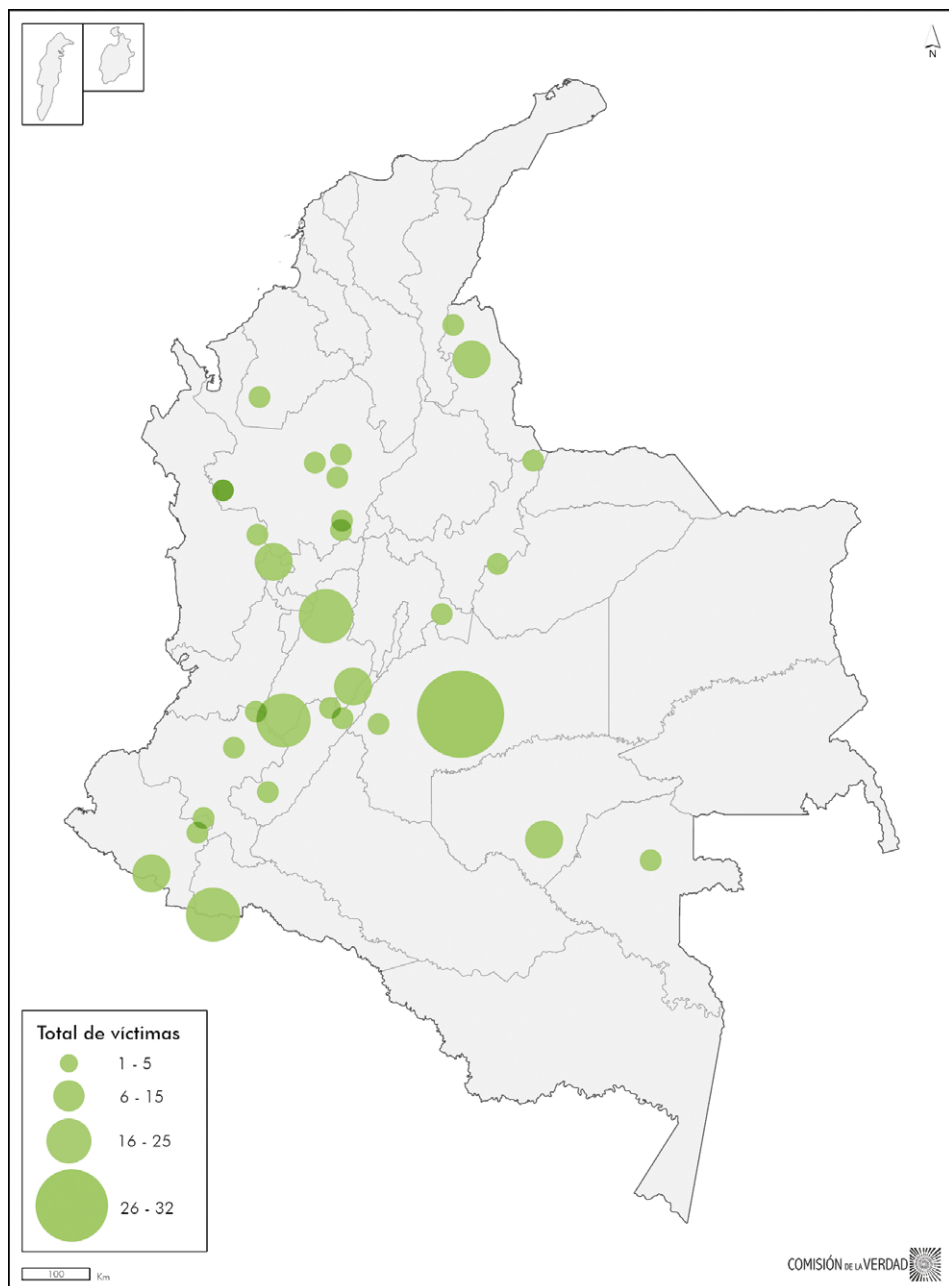 N
Total de víctimas
1 - 5
6 - 15
16 - 25
26 - 32
100 Km
COMISIÓN DE LA VERDAD